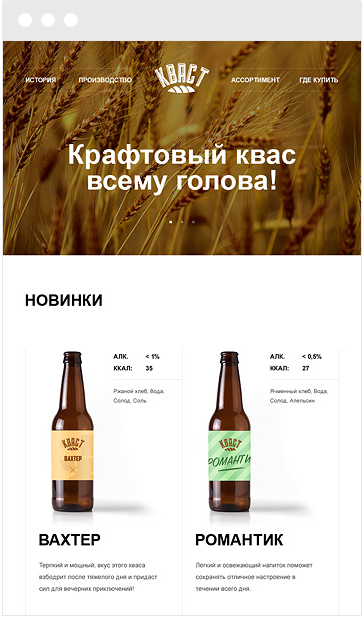 ИСТОРИЯ ПРОИЗВОДСТВО КВАСТ АССОРТИМЕНТ ГДЕ КУПИТЬ
Крафтовый квас
всему голова!
НОВИНКИ
АЛК. < 1%
ККАЛ: 35
Ржаной хлеб, Вода,
Солод, Соль
КВАСТ
ВАХТЕР
ВАХТЕР
Терпкий и мощный, вкус этого кваса
взбодрит после тяжелого дня и придаст
сил для вечерних приключений!
АЛК. < 0,5%
ККАЛ: 27
Ячменный хлеб, Вода,
Солод, Апельсин
КВАСТ
РОМАНТИ
РОМАНТИК
Легкий и освежающий напиток поможет
сохранять отличное настроение в
течении всего дня.